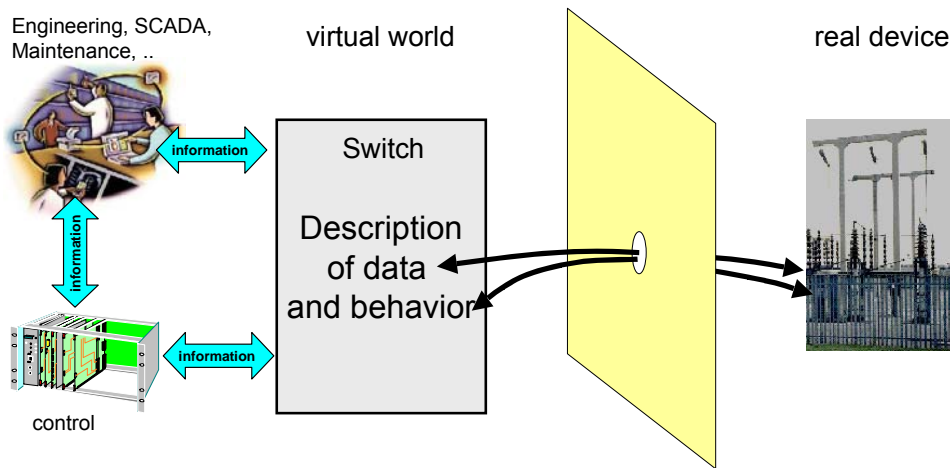 Engineering, SCADA,
Maintenance, ..
virtual world
real device
information
Switch
Description
of data
and behavior
information
information
control